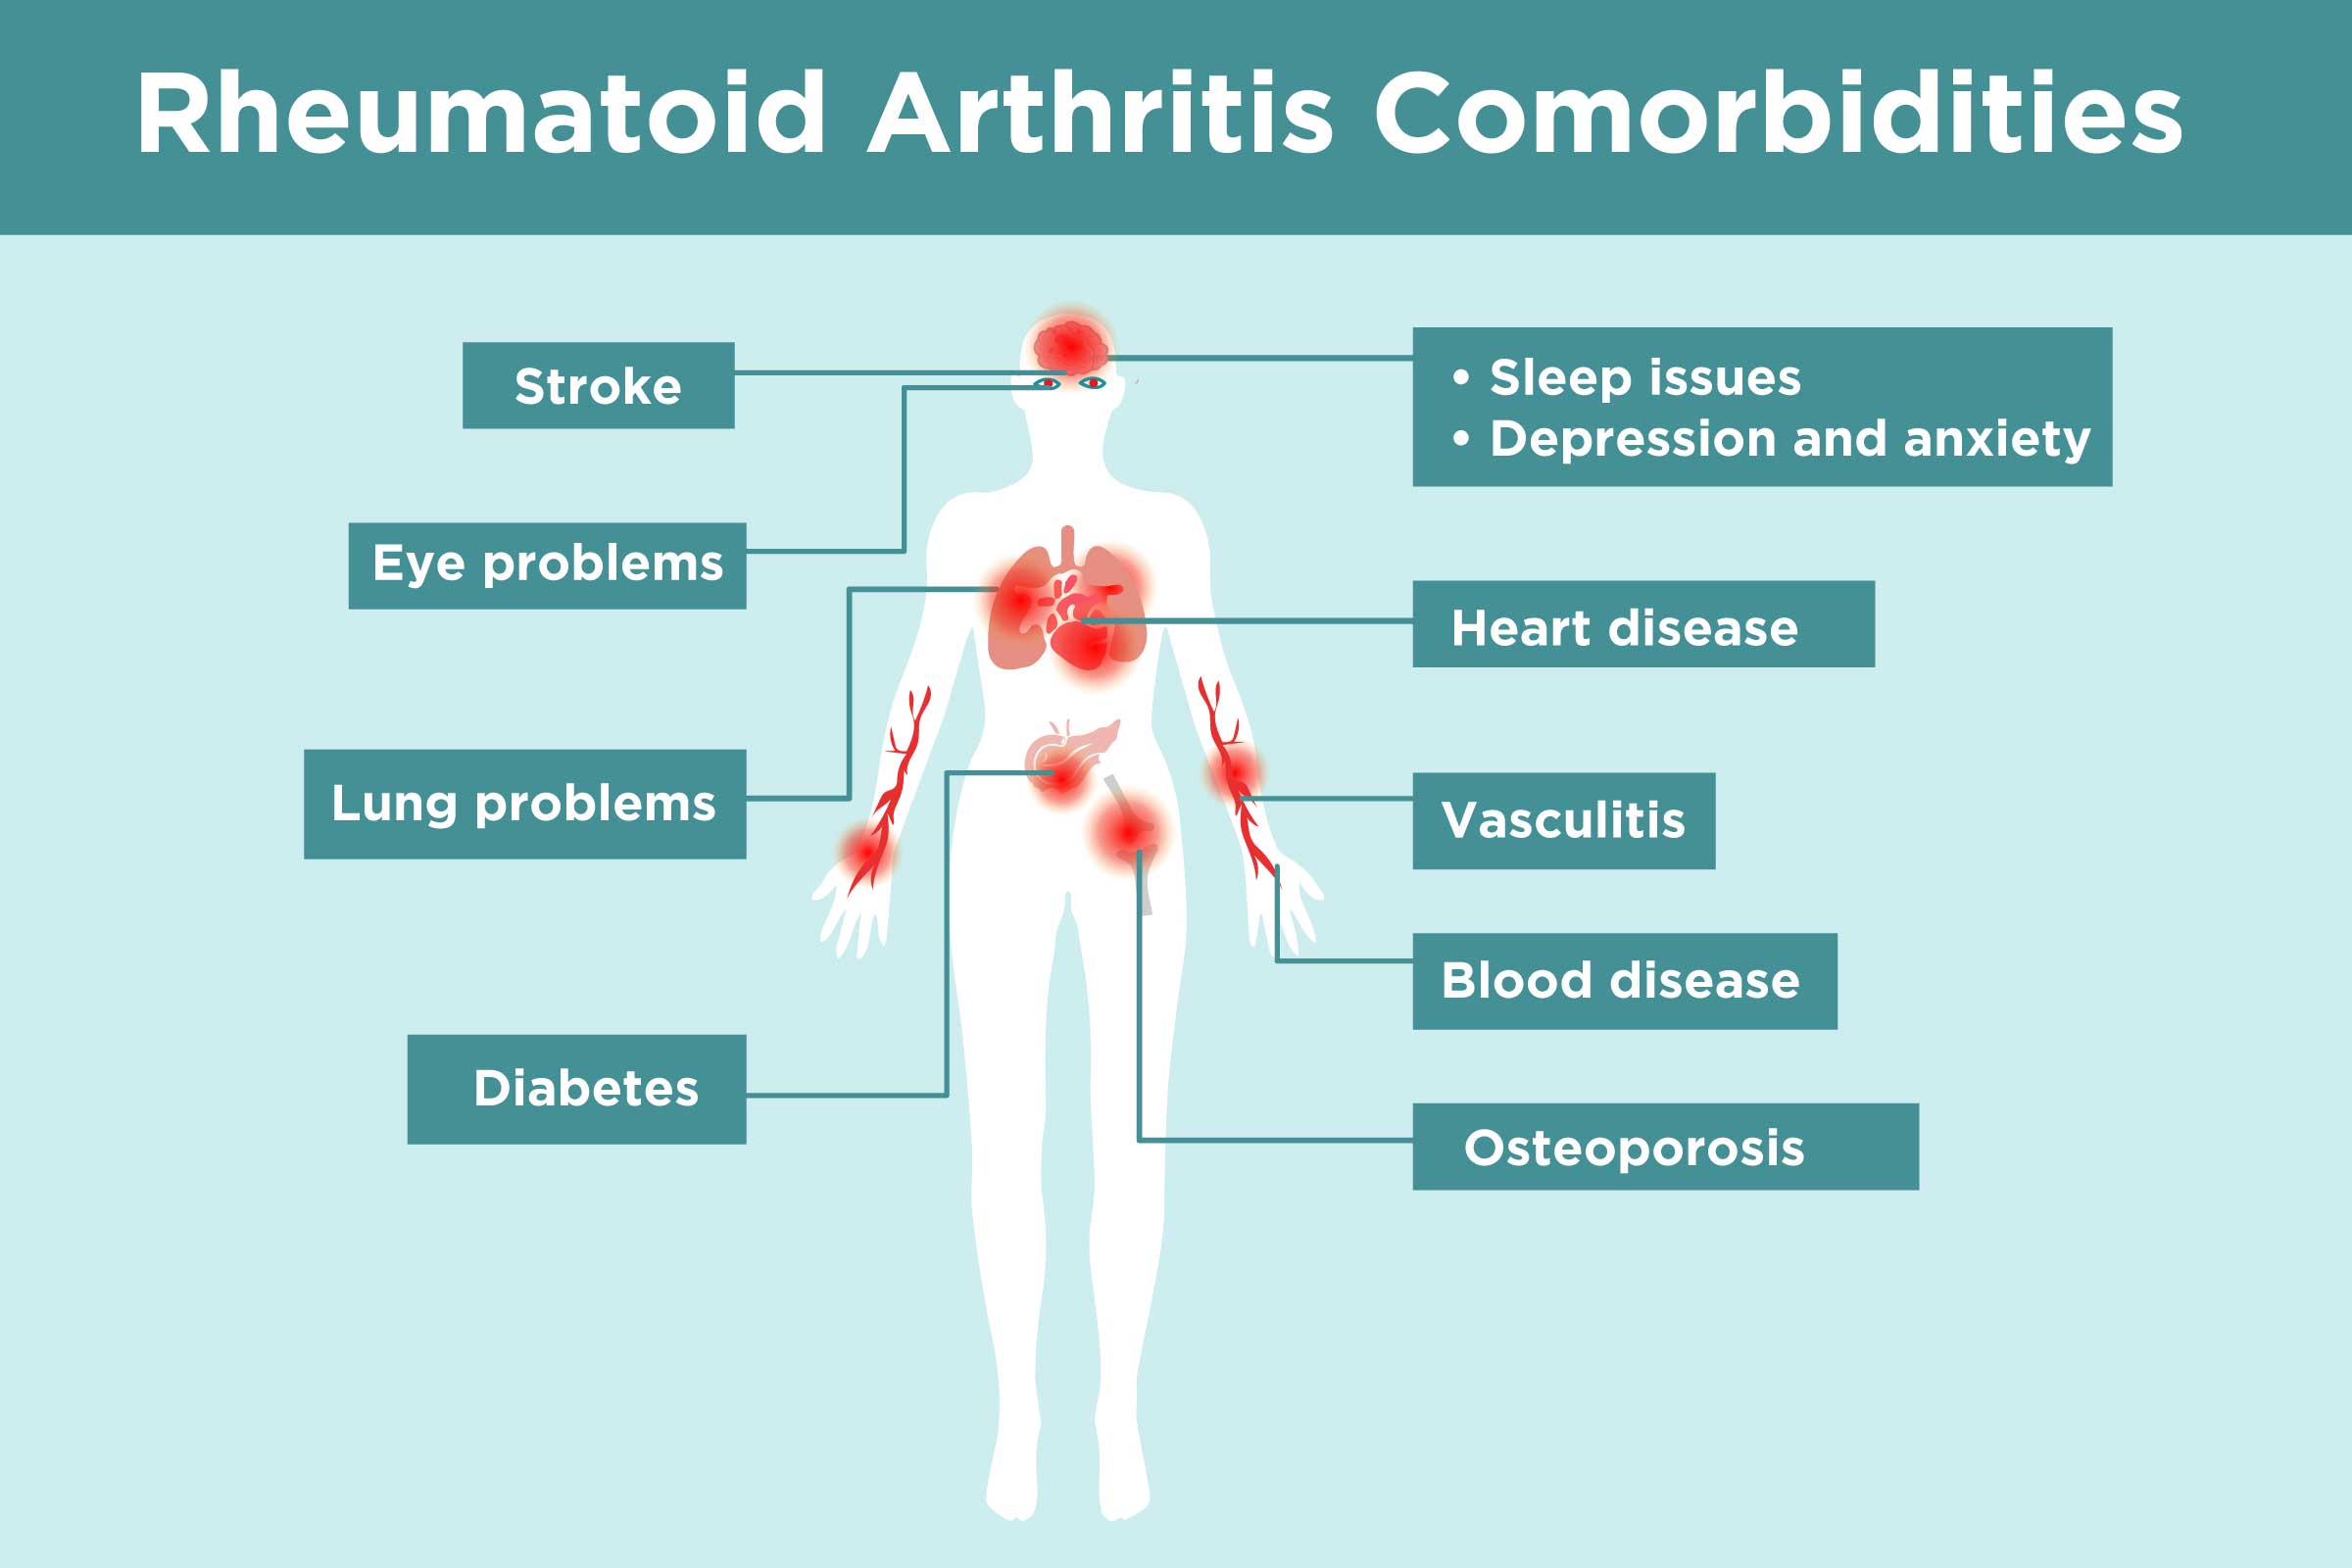 Rheumatoid Arthritis Comorbidities
Stroke
Eye problems
Lung problems
Diabetes
• Sleep issues
• Depression and anxiety
Heart disease
Vasculitis
Blood disease
Osteoporosis